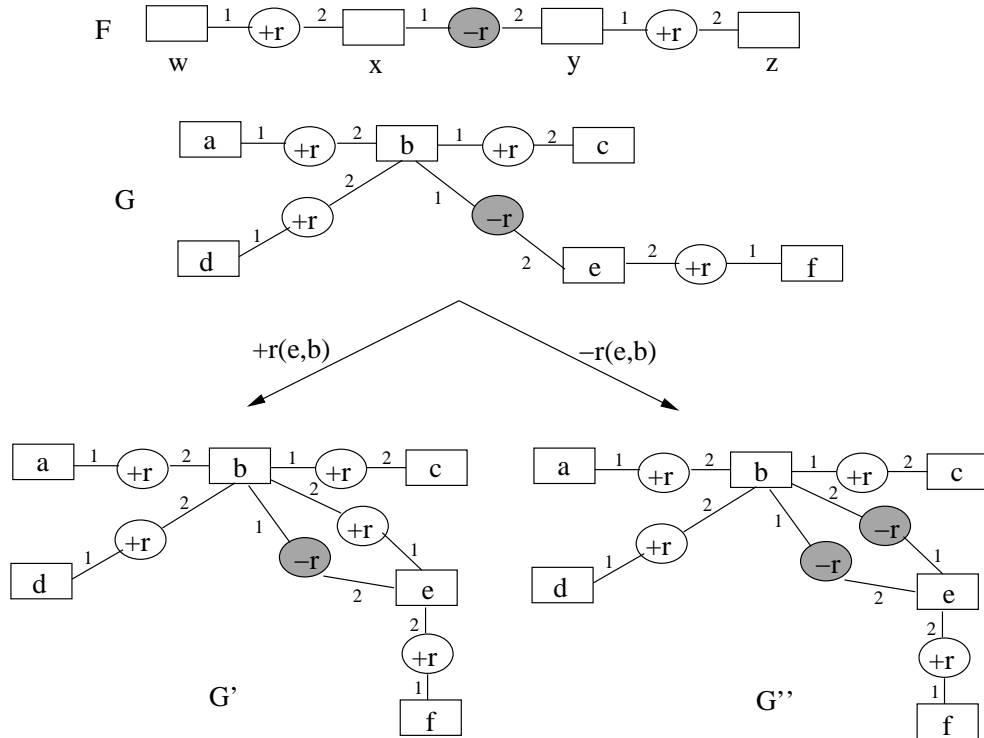 F 1 +r 2 1 −r 2 1 +r 2
w x y z
a 1 +r 2 b 1 +r 2 c
G 2 +r 1 d 1 −r 2 e 2 +r 1 f
+r(e,b) −r(e,b)
a 1 +r 2 b 1 +r 2 c
d 1 +r 2 1 −r 2 2 +r 1 e
2 +r 1 f
G’
a 1 +r 2 b 1 +r 2 c
d 1 +r 2 1 −r 2 2 −r 1 e
2 +r 1 f
G’’